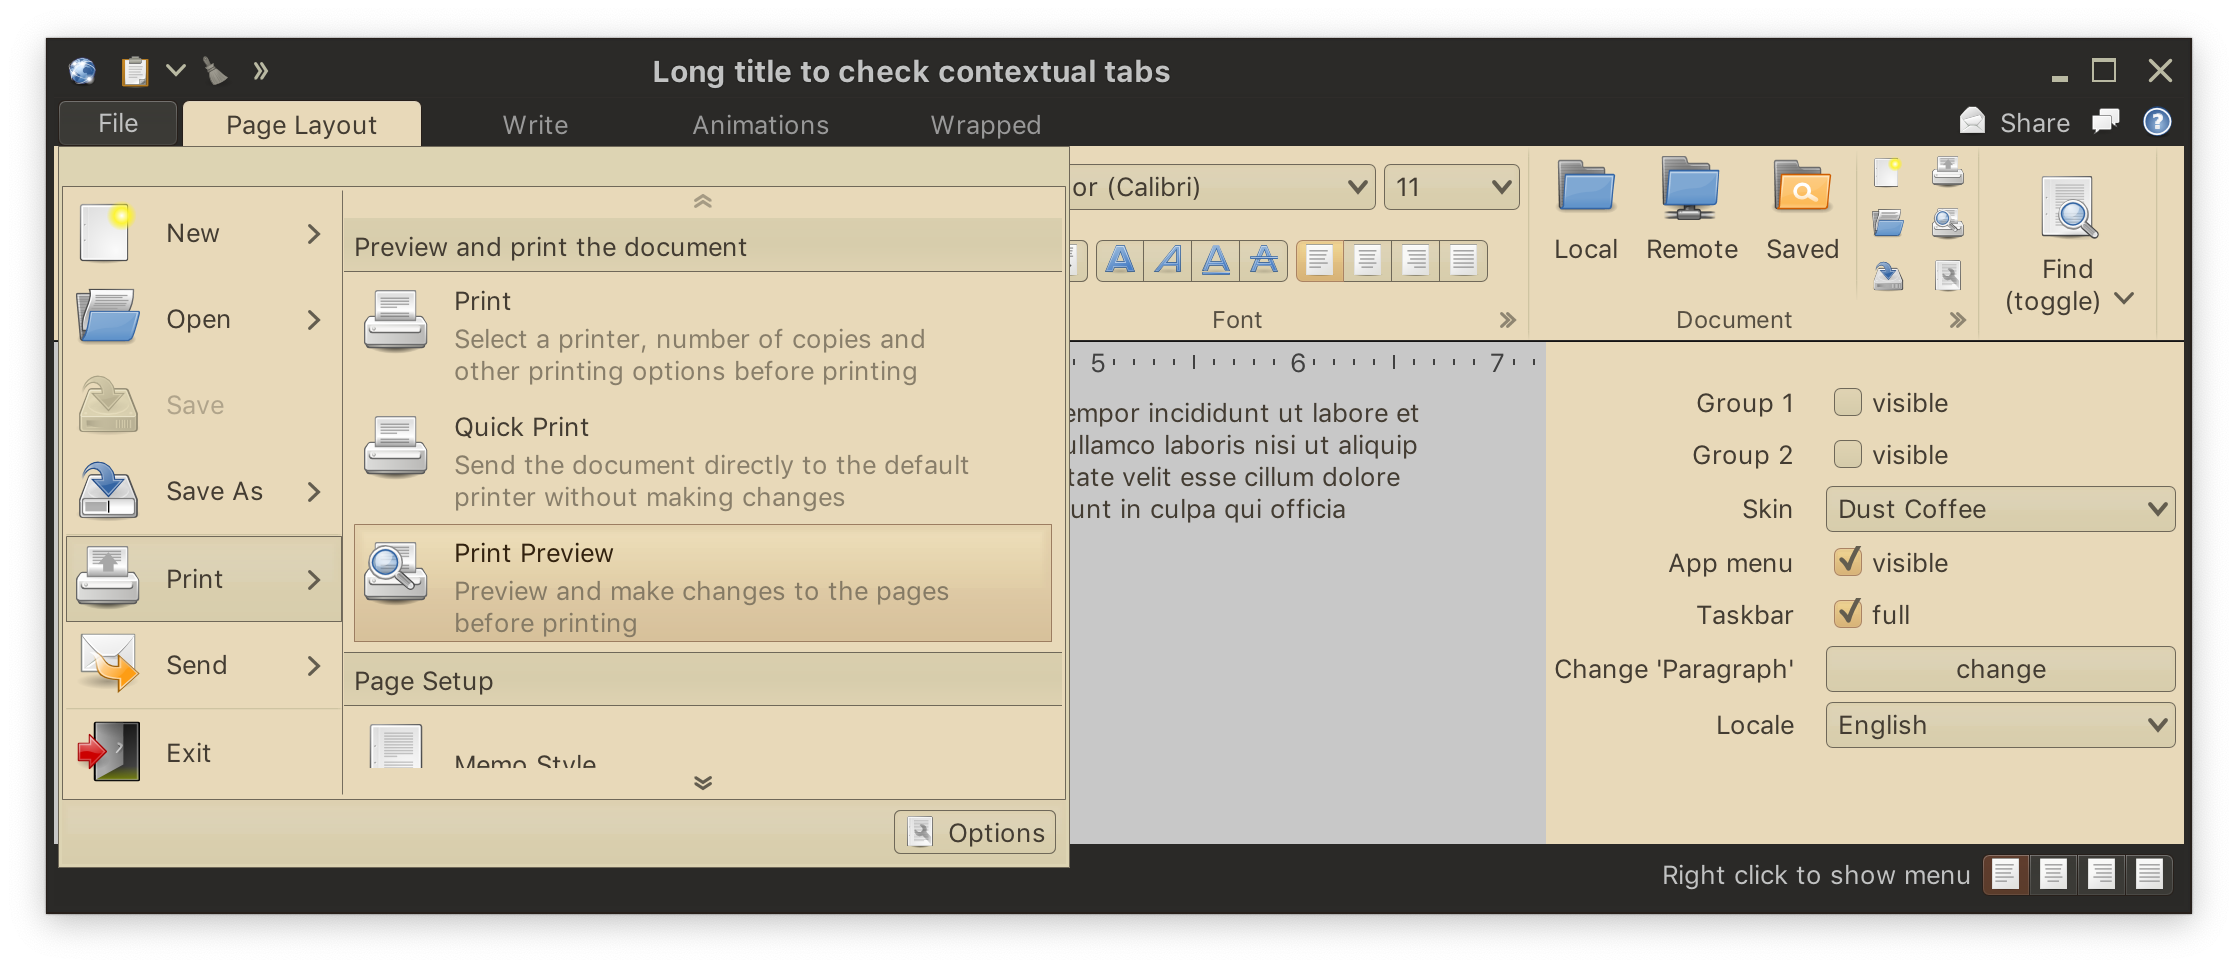 Long title to check contextual tabs
File
Page Layout
Write
Animations
Wrapped
Share
New
Open
Save
Save As
Print
Send
Exit
Preview and print the document
Print
Select a printer, number of copies and
other printing options before printing
Quick Print
Send the document directly to the default
printer without making changes
Print Preview
Preview and make changes to the pages
before printing
Page Setup
Memo Style
Options
or (Calibri)
11
Font
Local
Remote
Saved
Document
Find
(toggle)
5 6 7
empor incididunt ut labore et
ullamco laboris nisi ut aliquip
tate velit esse cillum dolore
unt in culpa qui officia
Group 1 visible
Group 2 visible
Skin Dust Coffee
App menu visible
Taskbar full
Change 'Paragraph' change
Locale English
Right click to show menu